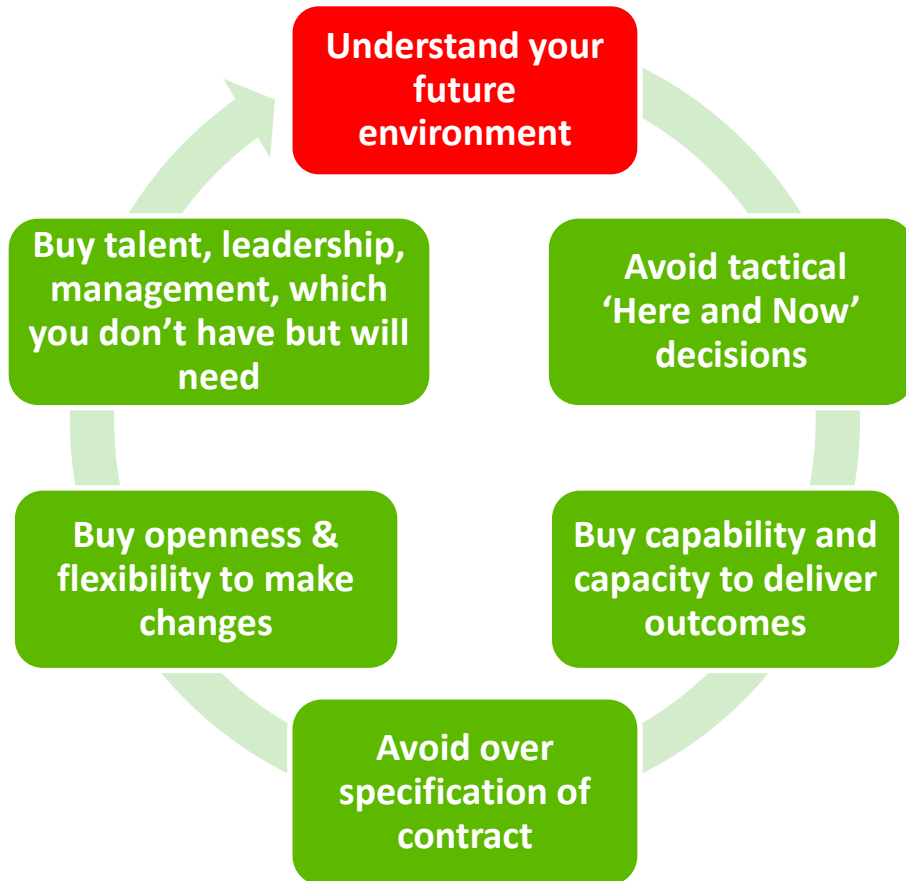 Understand your
future
environment
Avoid tactical
‘Here and Now’
decisions
Buy capability and
capacity to deliver
outcomes
Avoid over
specification of
contract
Buy openness &
flexibility to make
changes
Buy talent, leadership,
management, which
you don’t have but will
need